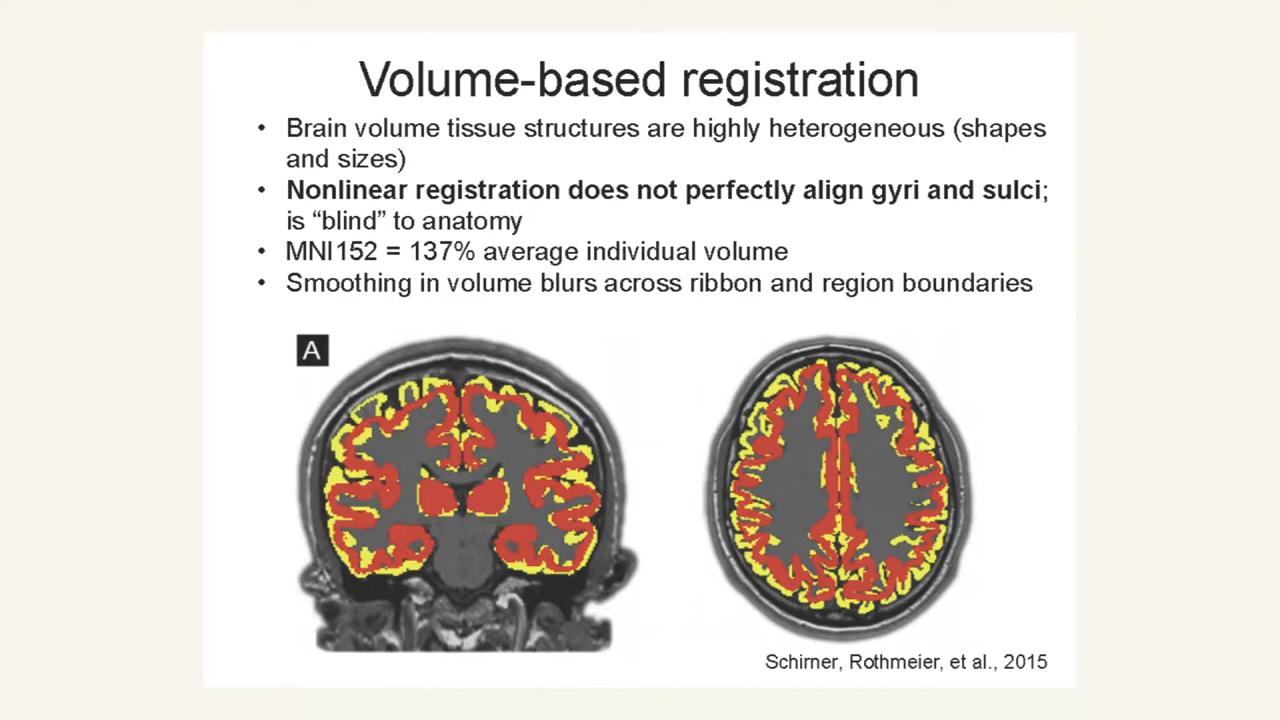 Volume-based registration
• Brain volume tissue structures are highly heterogeneous (shapes
and sizes)
• Nonlinear registration does not perfectly align gyri and sulci;
is “blind” to anatomy
• MNI152 = 137% average individual volume
• Smoothing in volume blurs across ribbon and region boundaries
A
Schirner, Rothmeier, et al., 2015